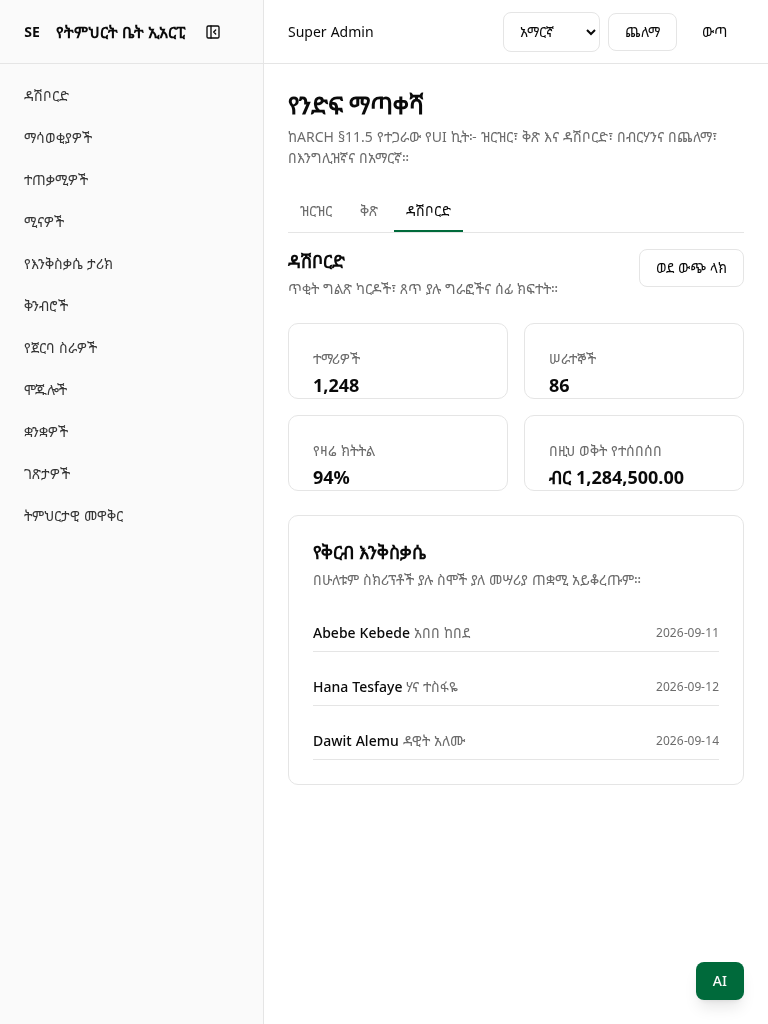 SE የትምህርት ቤት ኢአርፒ
Super Admin
አማርኛ
ጨለማ
ውጣ
ዳሽቦርድ
ማሳወቂያዎች
ተጠቃሚዎች
ሚናዎች
የእንቅስቃሴ ታሪክ
ቅንብሮች
የጀርባ ስራዎች
ሞጁሎች
ቋንቋዎች
ገጽታዎች
ትምህርታዊ መዋቅር
የንድፍ ማጣቀሻ
ከARCH §11.5 የተጋራው የUI ኪት፦ ዝርዝር፣ ቅጽ እና ዳሽቦርድ፣ በብርሃንና በጨለማ፣
በእንግሊዝኛና በአማርኛ።
ዝርዝር ቅጽ ዳሽቦርድ
ዳሽቦርድ
ጥቂት ግልጽ ካርዶች፣ ጸጥ ያሉ ግራፎችና ሰፊ ክፍተት።
ወደ ውጭ ላክ
ተማሪዎች
1,248
ሠራተኞች
86
የዛሬ ክትትል
94%
በዚህ ወቅት የተሰበሰበ
ብር 1,284,500.00
የቅርብ እንቅስቃሴ
በሁለቱም ስክሪፕቶች ያሉ ስሞች ያለ መሣሪያ ጠቋሚ አይቆረጡም።
Abebe Kebede አበበ ከበደ 2026-09-11
Hana Tesfaye ሃና ተስፋዬ 2026-09-12
Dawit Alemu ዳዊት አለሙ 2026-09-14
AI